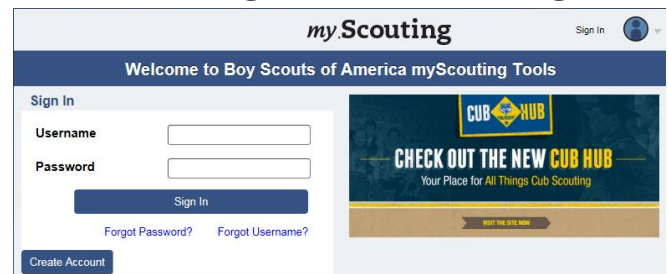 my.Scouting
Sign In
Welcome to Boy Scouts of America myScouting Tools
Sign In
Username
Password
Sign In
Forgot Password? Forgot Username?
Create Account
CUB HUB
CHECK OUT THE NEW CUB HUB
Your Place for All Things Cub Scouting
VISIT THE SITE NOW